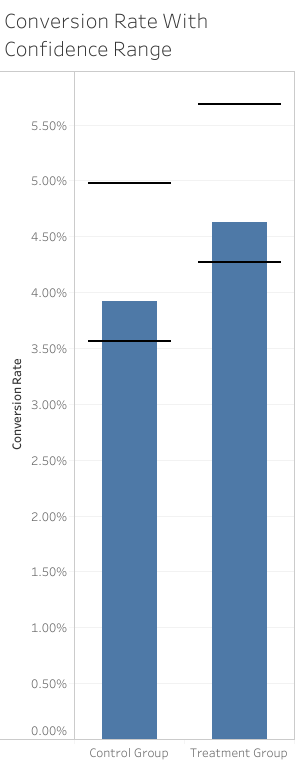 Conversion Rate With
Confidence Range
5.50%
5.00%
4.50%
4.00%
3.50%
3.00%
2.50%
2.00%
1.50%
1.00%
0.50%
0.00%
Conversion Rate
Control Group
Treatment Group